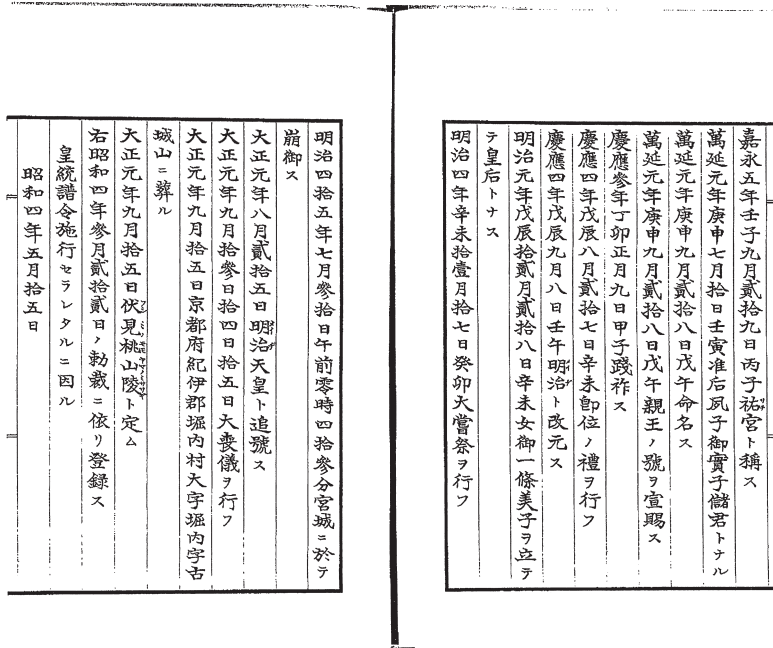 嘉永五年壬子九月貳拾九日丙子祐宮ト稱ス
萬延元年庚申七月拾日壬寅准后夙子御實子儲君トナル
萬延元年庚申九月貳拾八日戊午命名ス
萬延元年庚申九月貳拾八日戊午親王ノ號ヲ宣賜ス
慶應參年丁卯正月九日甲子踐祚ス
慶應四年戊辰八月貳拾七日辛未卽位ノ禮ヲ行フ
慶應四年戊辰九月八日壬午明治ト改元ス
明治元年戊辰拾貳月貳拾八日辛未女御一條美子ヲ立テ
テ皇后トナス
明治四年辛未拾壹月拾七日癸卯大嘗祭ヲ行フ
明治四拾五年七月參拾日午前零時四拾參分宮城ニ於テ
崩御ス
大正元年八月貳拾五日明治天皇ト追號ス
大正元年九月拾參日拾四日拾五日大喪儀ヲ行フ
大正元年九月拾五日京都府紀伊郡堀內村大字堀內字古
城山ニ葬ル
大正元年九月拾五日伏見桃山陵ト定ム
右昭和四年參月貳拾貳日ノ勅裁ニ依リ登錄ス
皇統譜令施行セラレタルニ因ル
昭和四年五月拾五日